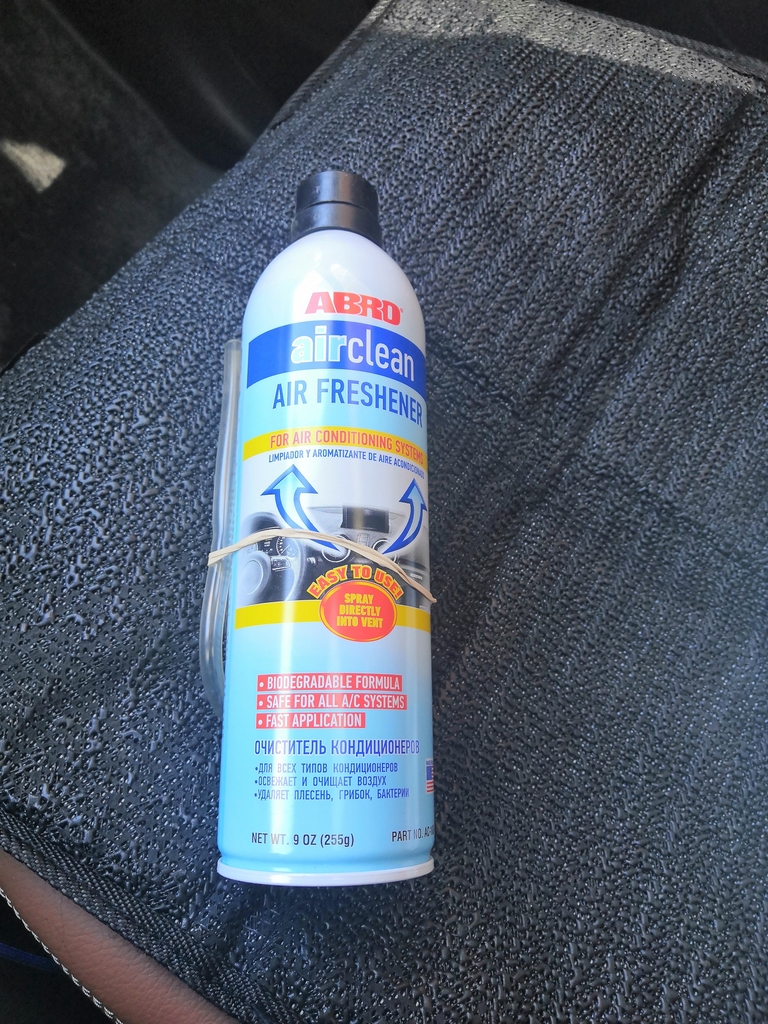 ABRO
airclean
AIR FRESHENER
FOR AIR CONDITIONING SYSTEMS
LIMPIADOR Y AROMATIZANTE DE AIRE ACONDICIONADO
EASY TO USE!
SPRAY
DIRECTLY
INTO VENT
• BIODEGRADABLE FORMULA
• SAFE FOR ALL A/C SYSTEMS
• FAST APPLICATION
ОЧИСТИТЕЛЬ КОНДИЦИОНЕРОВ
•ДЛЯ ВСЕХ ТИПОВ КОНДИЦИОНЕРОВ
•ОСВЕЖАЕТ И ОЧИЩАЕТ ВОЗДУХ
•УДАЛЯЕТ ПЛЕСЕНЬ, ГРИБОК, БАКТЕРИИ
NET WT. 9 OZ (255g)
PART NO.